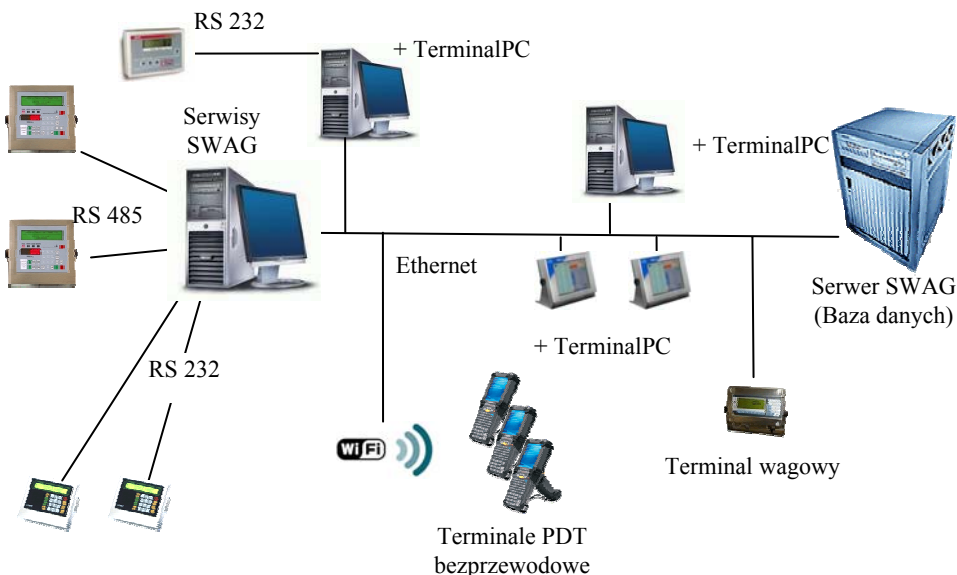 RS 232
+ TerminalPC
Serwisy
SWAG
+ TerminalPC
RS 485
Ethernet
Serwer SWAG
(Baza danych)
+ TerminalPC
RS 232
WiFi
Terminal wagowy
Terminale PDT
bezprzewodowe